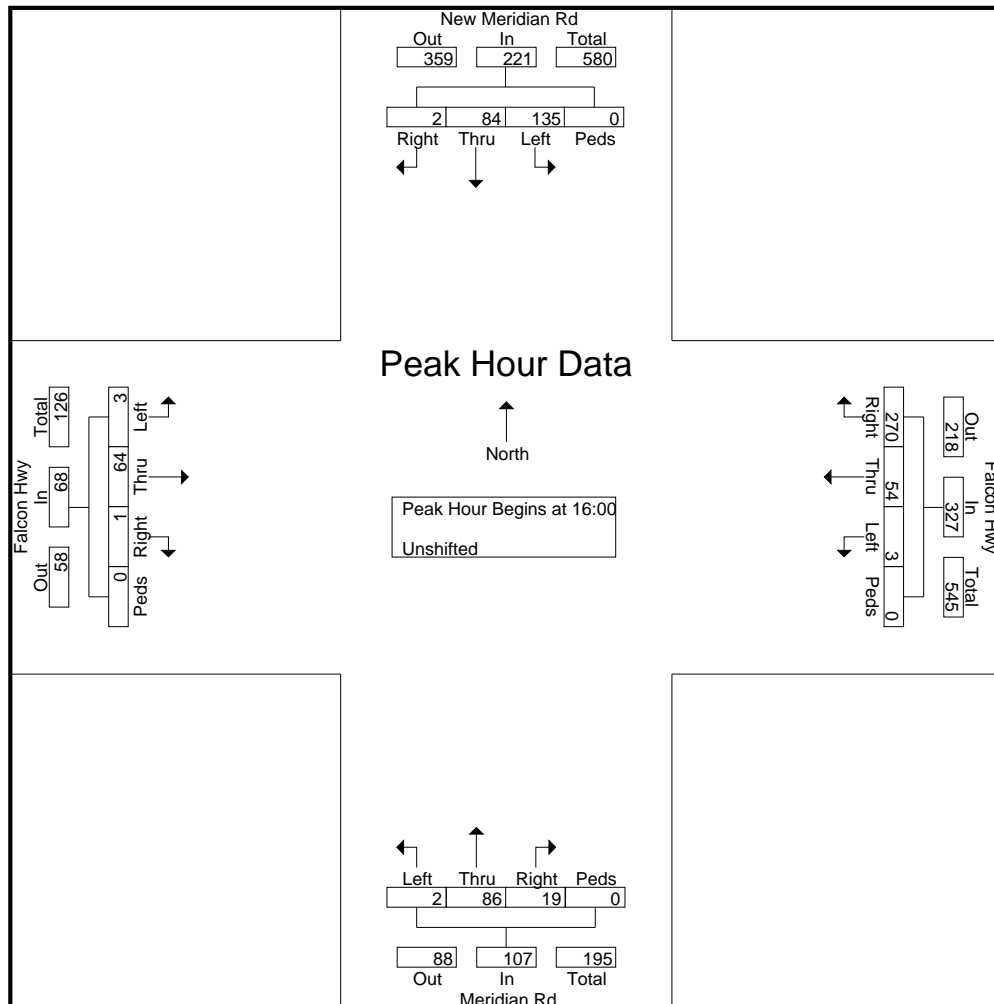 New Meridian Rd
Out In Total
359 221 580
2 84 135 0
Right Thru Left Peds
Peak Hour Data
North
Peak Hour Begins at 16:00
Unshifted
Falcon Hwy
Total In Out
126 68 58
3 64 1 0
Left Thru Right Peds
Right Thru Left Peds
270 54 3 0
Out In Total
218 327 545
Falcon Hwy
Left Thru Right Peds
2 86 19 0
88 107 195
Out In Total
Meridian Rd